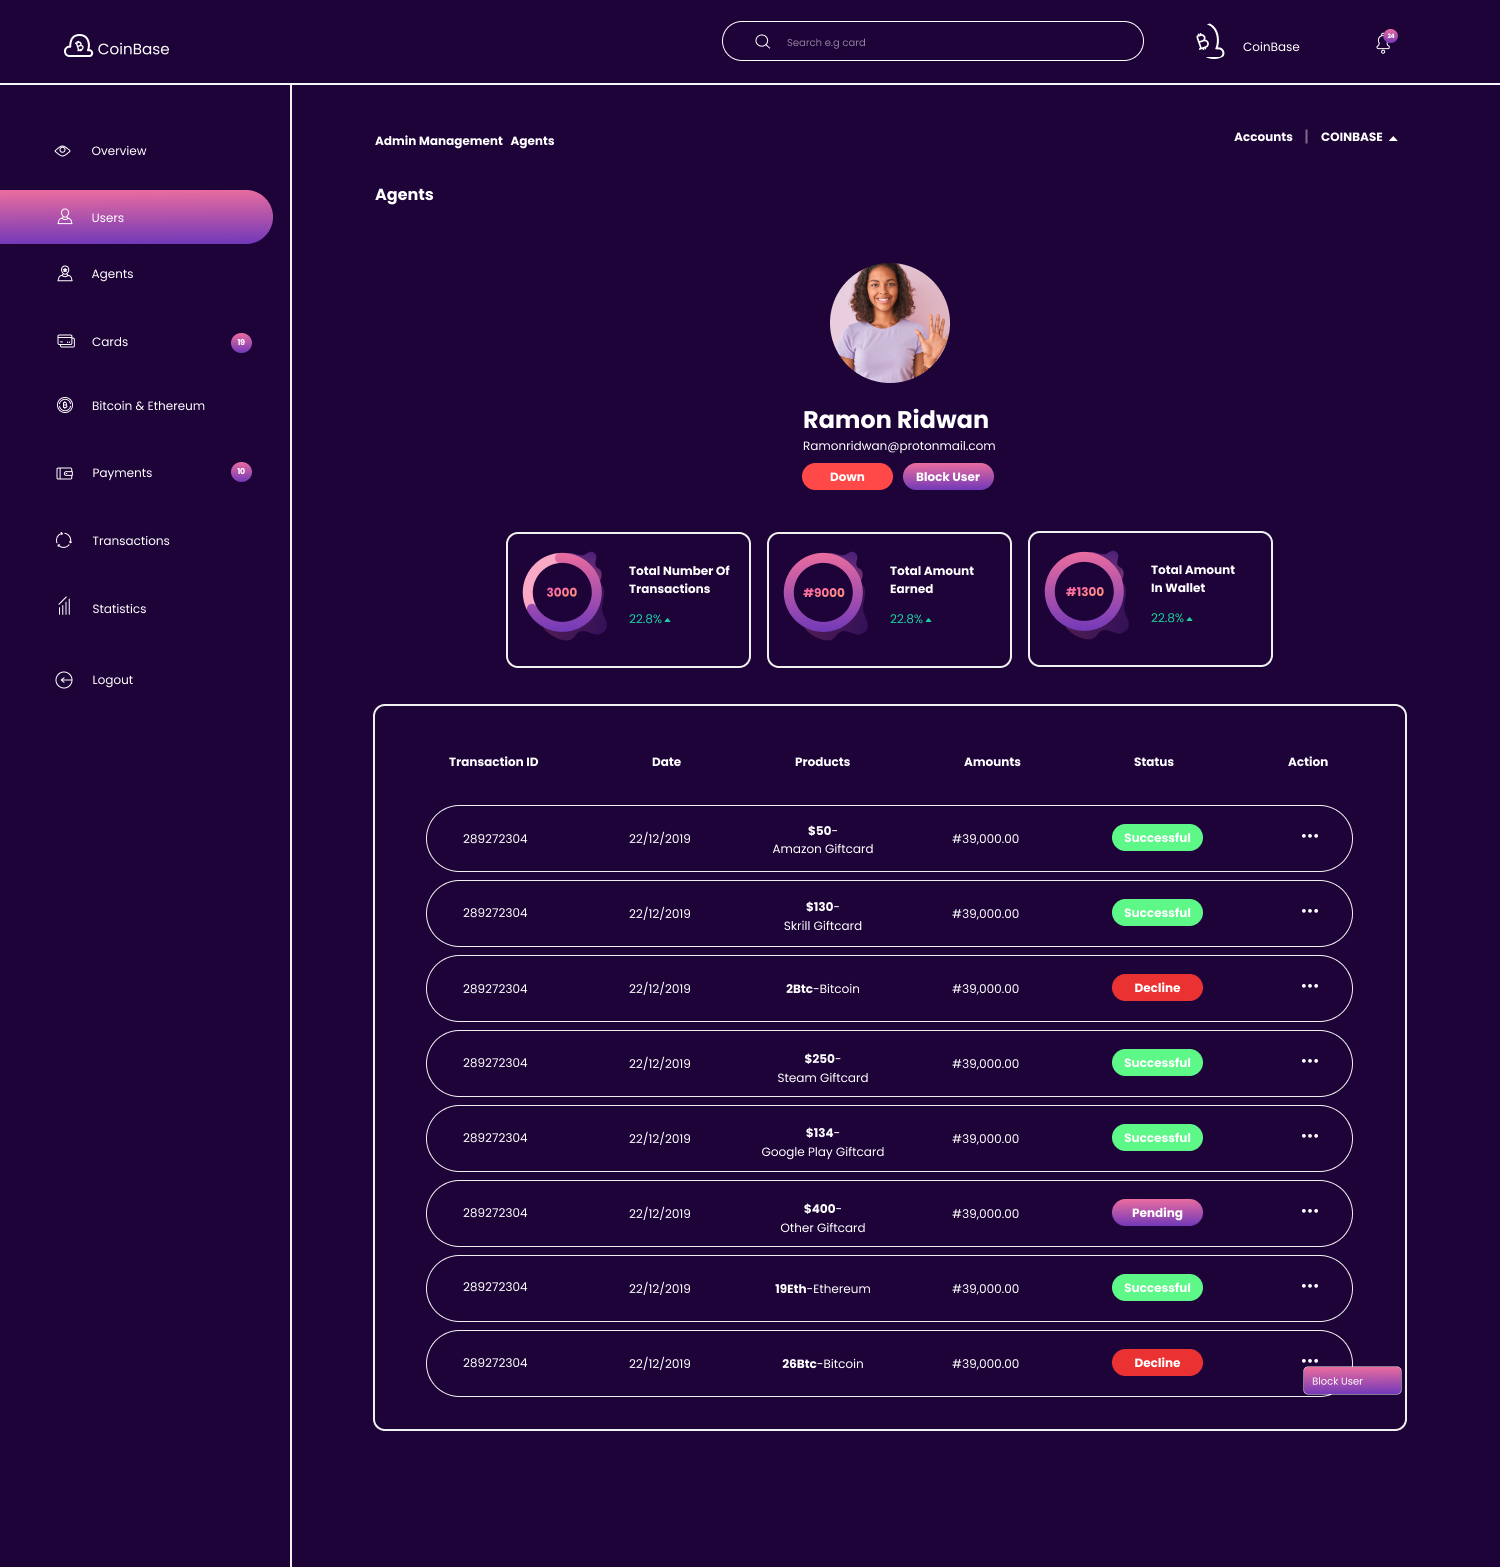 CoinBase
Search e.g card
CoinBase
24
Overview
Users
Agents
Cards
19
Bitcoin & Ethereum
Payments
10
Transactions
Statistics
Logout
Admin Management Agents
Accounts | COINBASE
Agents
Ramon Ridwan
Ramonridwan@protonmail.com
Down
Block User
3000
Total Number Of
Transactions
22.8%
#9000
Total Amount
Earned
22.8%
#1300
Total Amount
In Wallet
22.8%
Transaction ID Date Products Amounts Status Action
$50-
289272304 22/12/2019 Amazon Giftcard #39,000.00 Successful
$130-
289272304 22/12/2019 Skrill Giftcard #39,000.00 Successful
289272304 22/12/2019 2Btc-Bitcoin #39,000.00 Decline
$250-
289272304 22/12/2019 Steam Giftcard #39,000.00 Successful
$134-
289272304 22/12/2019 Google Play Giftcard #39,000.00 Successful
$400-
289272304 22/12/2019 Other Giftcard #39,000.00 Pending
289272304 22/12/2019 19Eth-Ethereum #39,000.00 Successful
289272304 22/12/2019 26Btc-Bitcoin #39,000.00 Decline
Block User